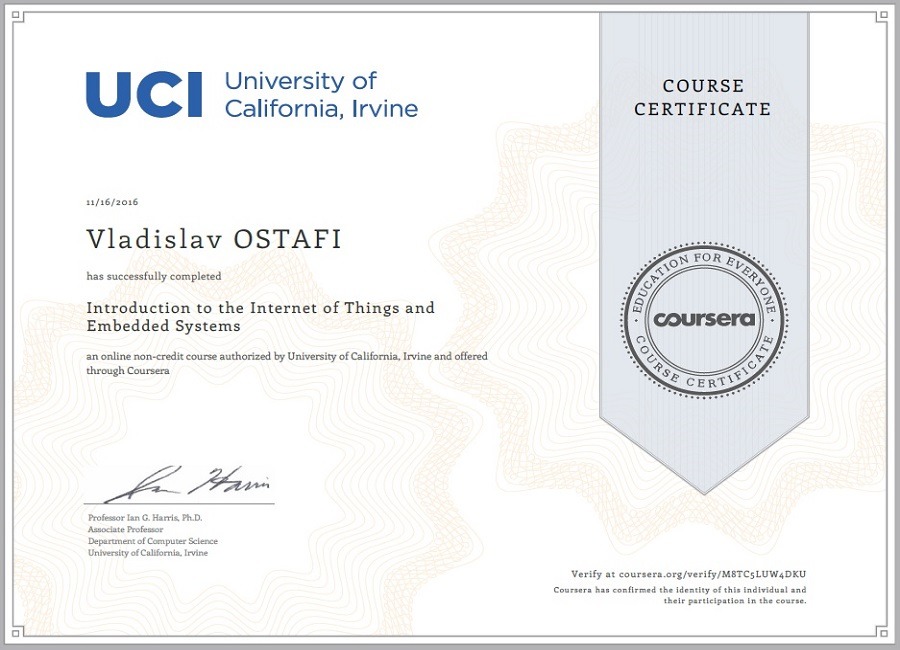 UCI University of
California, Irvine
COURSE
CERTIFICATE
11/16/2016
Vladislav OSTAFI
has successfully completed
Introduction to the Internet of Things and
Embedded Systems
an online non-credit course authorized by University of California, Irvine and offered
through Coursera
EDUCATION FOR EVERYONE
coursera
COURSE CERTIFICATE
Professor Ian G. Harris, Ph.D.
Associate Professor
Department of Computer Science
University of California, Irvine
Verify at coursera.org/verify/M8TC5LUW4DKU
Coursera has confirmed the identity of this individual and
their participation in the course.